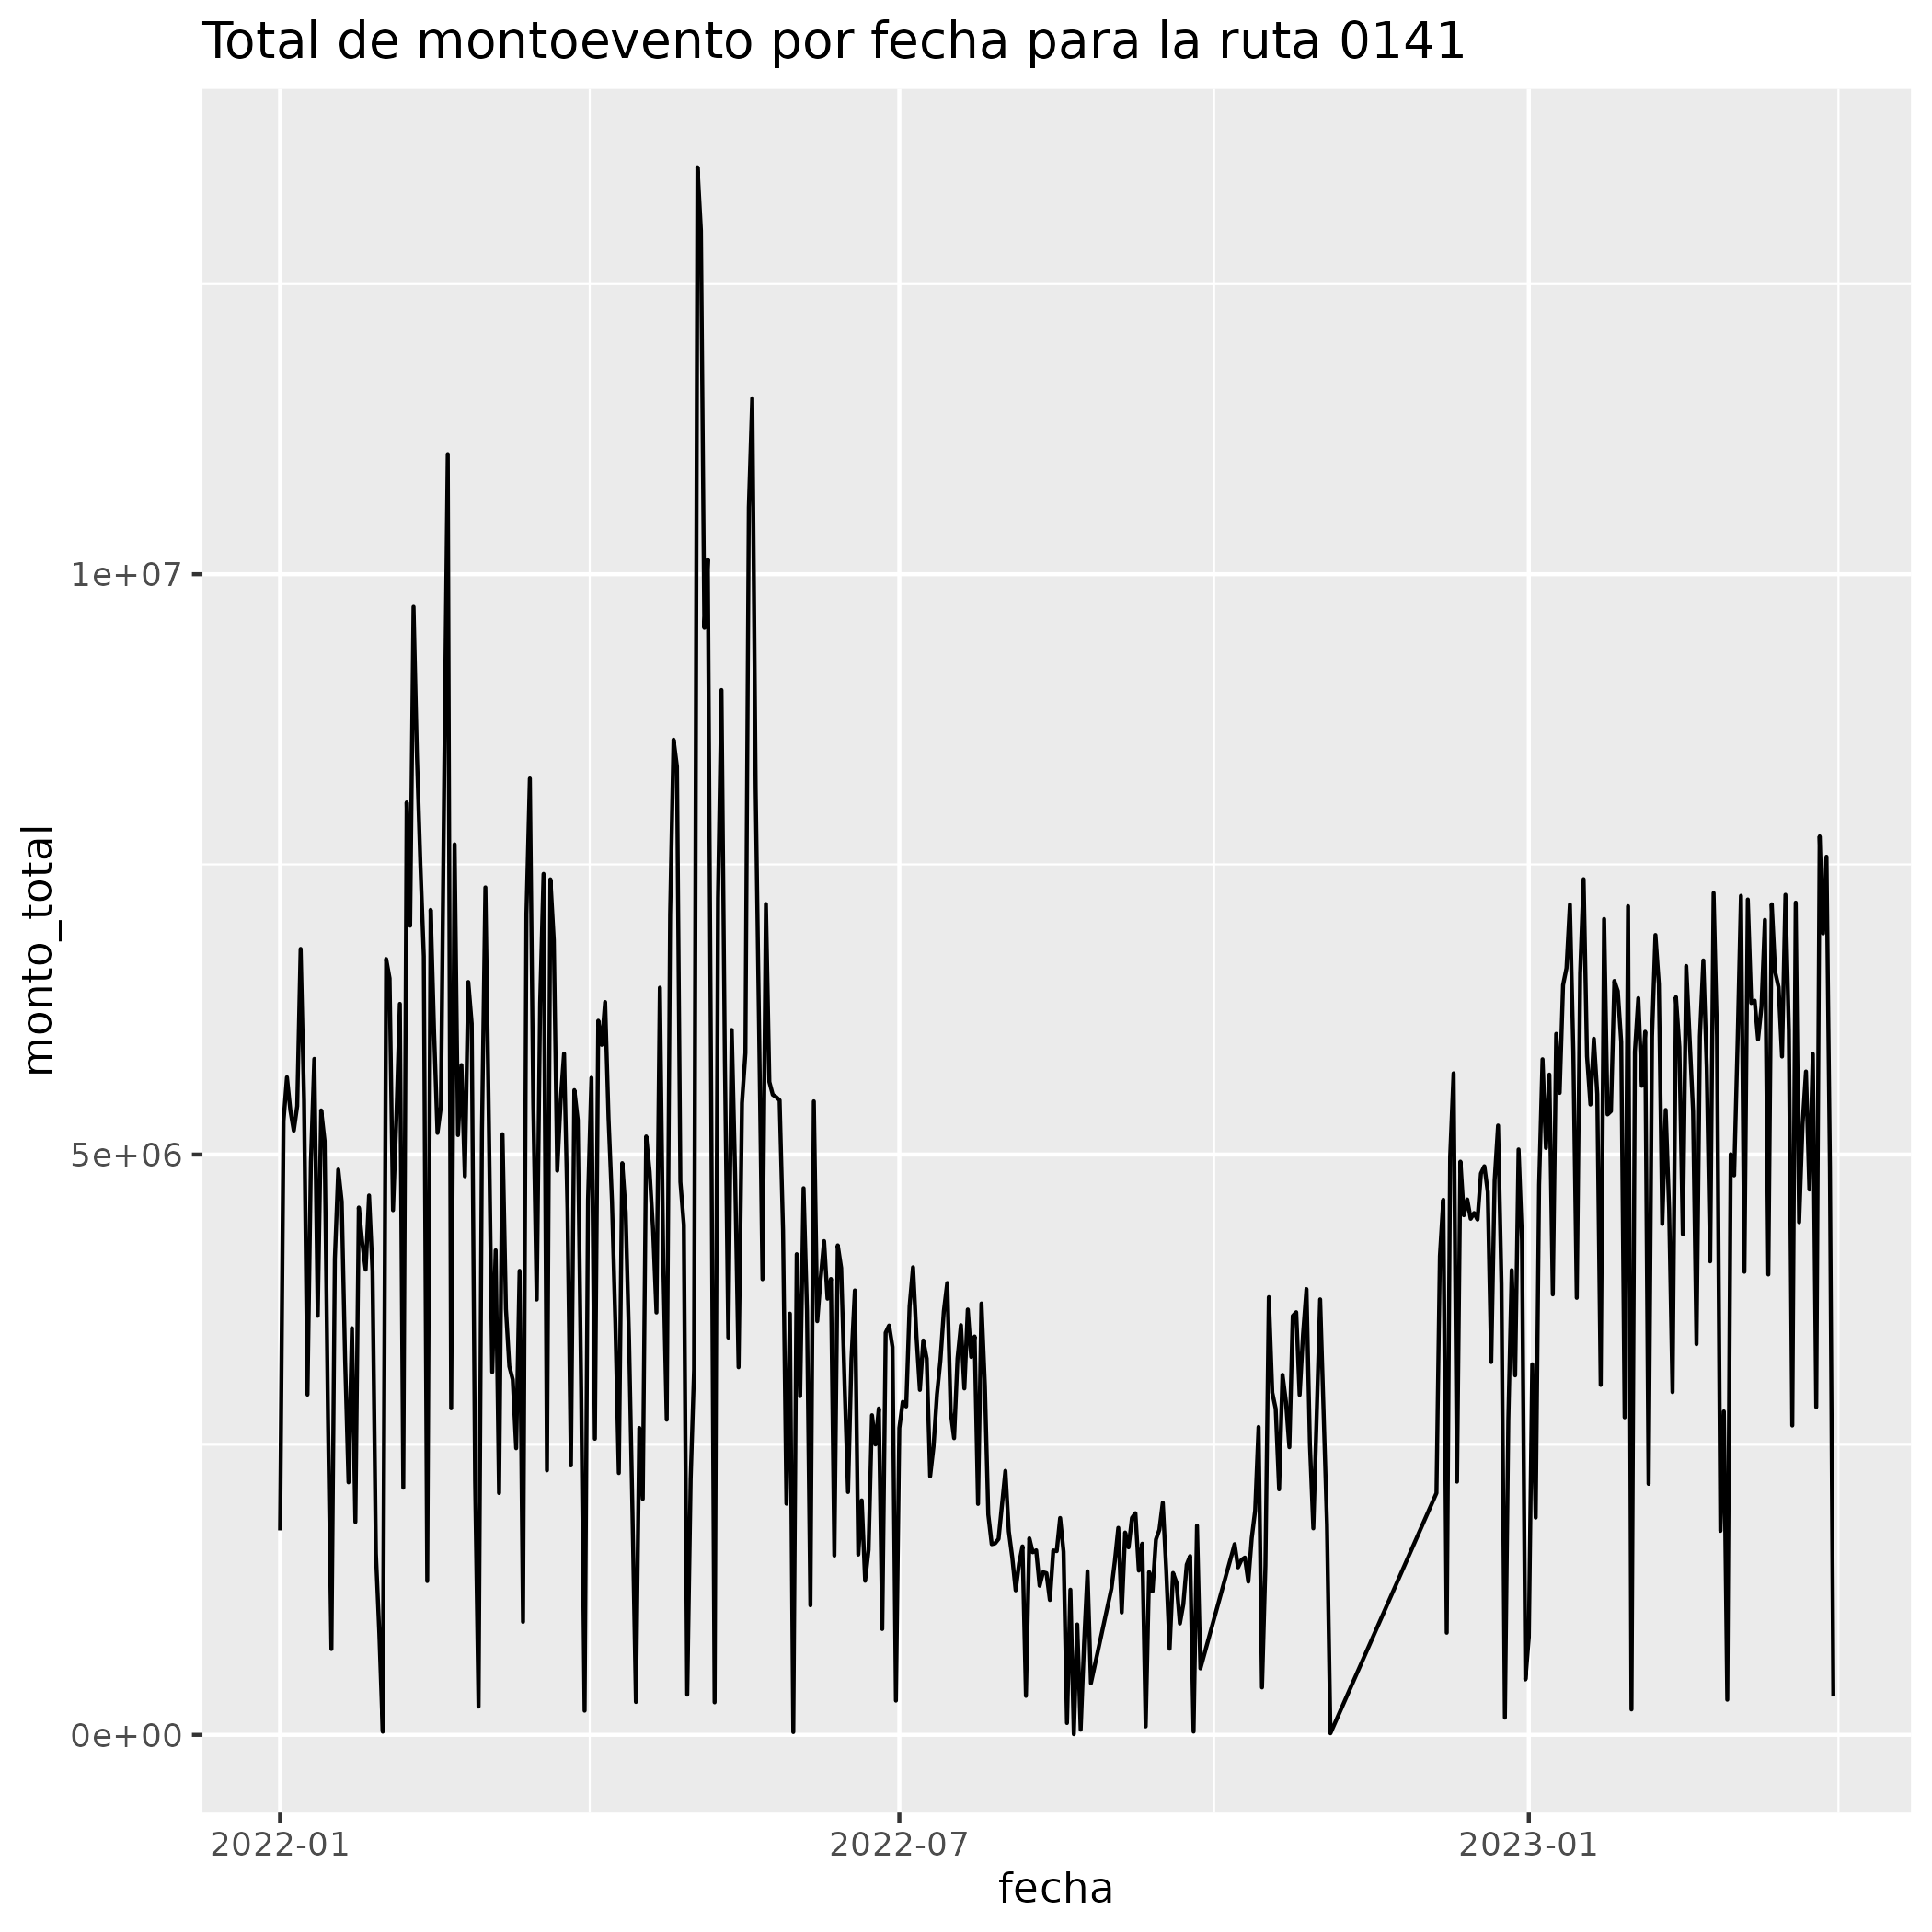 Total de montoevento por fecha para la ruta 0141
monto_total
1e+07
5e+06
0e+00
2022-01
2022-07
2023-01
fecha